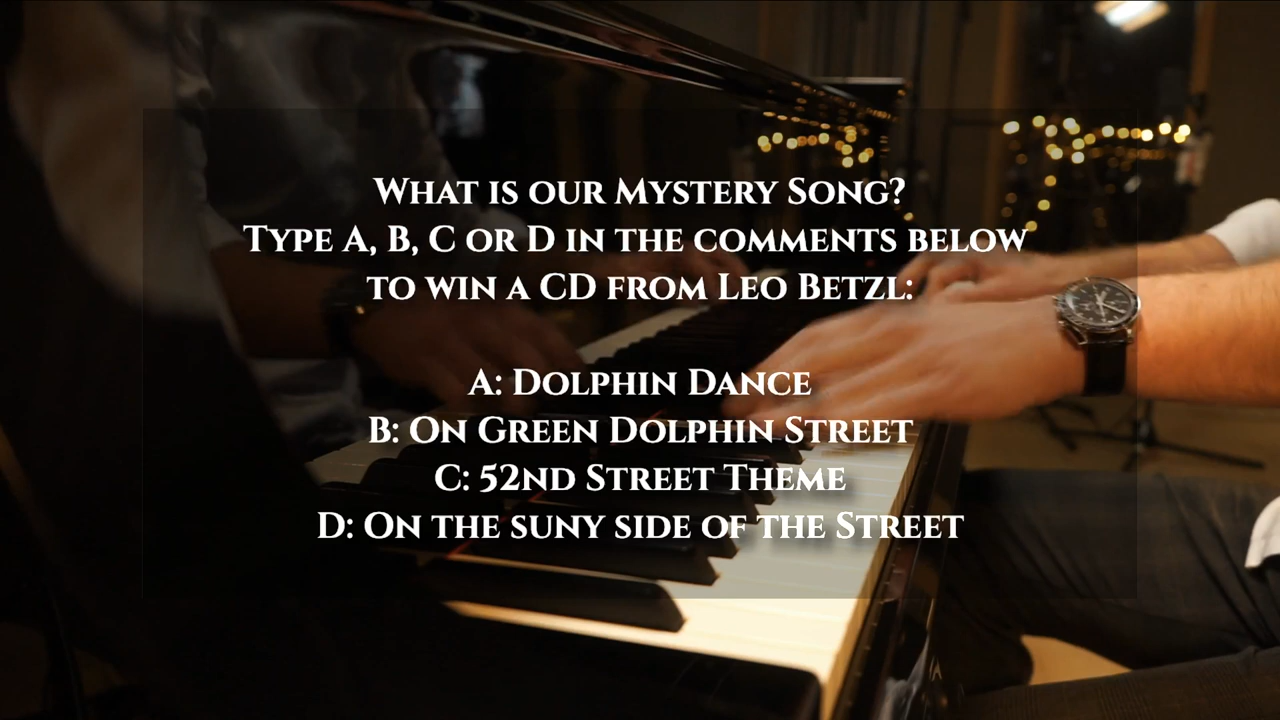 What is our Mystery Song?
Type A, B, C or D in the comments below
to win a CD from Leo Betzl:
A: Dolphin Dance
B: On Green Dolphin Street
C: 52nd Street Theme
D: On the suny side of the Street